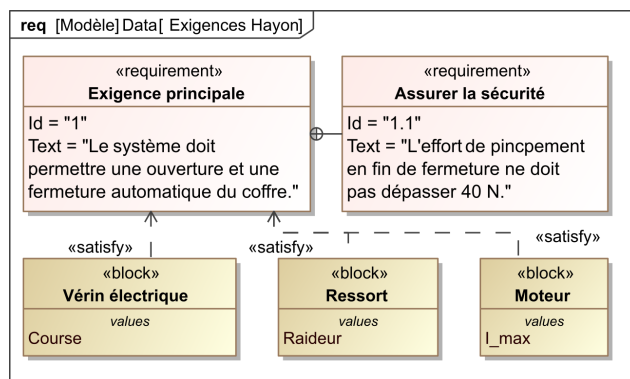 req [Modèle] Data[ Exigences Hayon]
«requirement»
Exigence principale
Id = "1"
Text = "Le système doit
permettre une ouverture et une
fermeture automatique du coffre."
«requirement»
Assurer la sécurité
Id = "1.1"
Text = "L'effort de pincpement
en fin de fermeture ne doit
pas dépasser 40 N."
«satisfy»
«satisfy»
«satisfy»
«block»
Vérin électrique
values
Course
«block»
Ressort
values
Raideur
«block»
Moteur
values
I_max